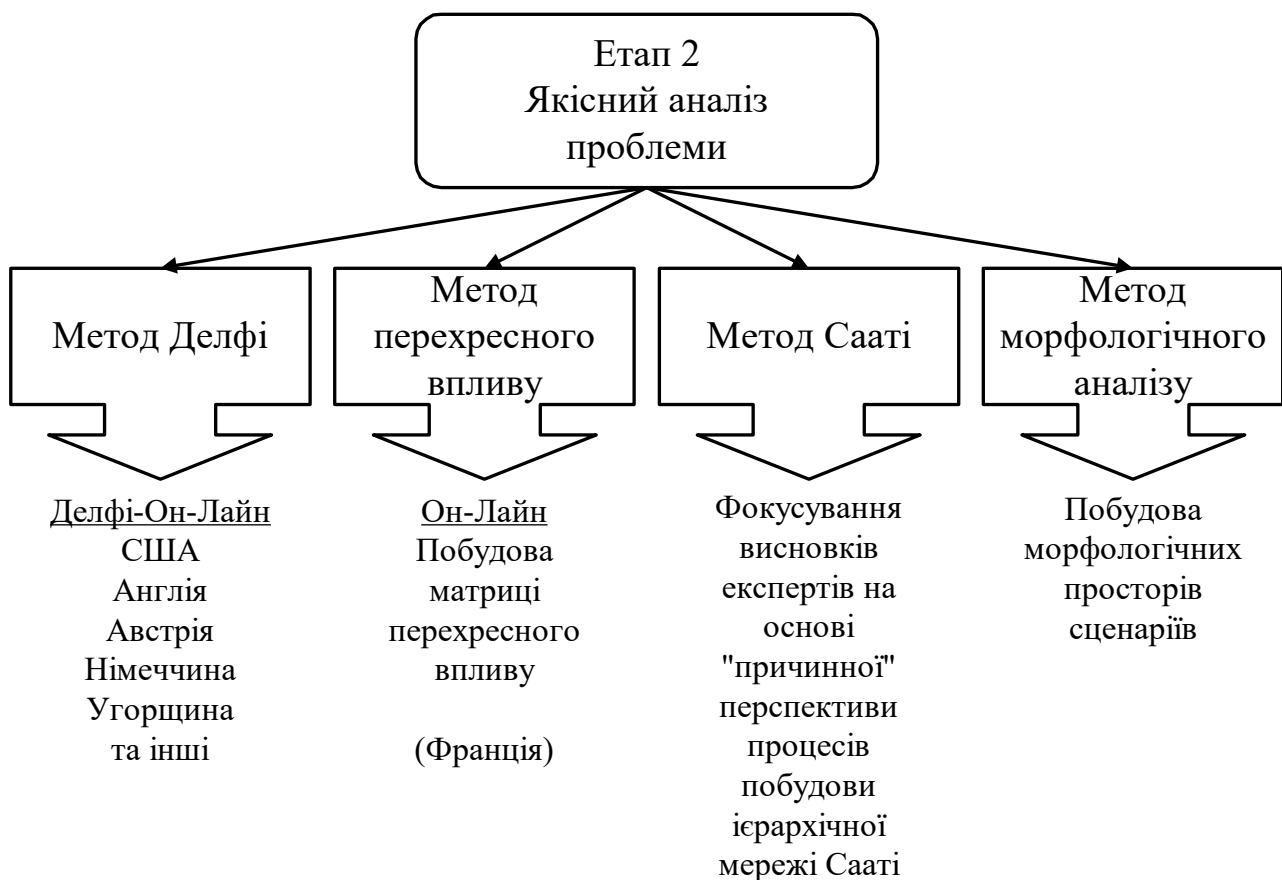 Етап 2
Якісний аналіз
проблеми
Метод Делфі
Метод
перехресного
впливу
Метод Сааті
Метод
морфологічного
аналізу
Делфі-Он-Лайн
США
Англія
Австрія
Німеччина
Угорщина
та інші
Он-Лайн
Побудова
матриці
перехресного
впливу
(Франція)
Фокусування
висновків
експертів на
основі
"причинної"
перспективи
процесів
побудови
ієрархічної
мережі Сааті
Побудова
морфологічних
просторів
сценаріїв